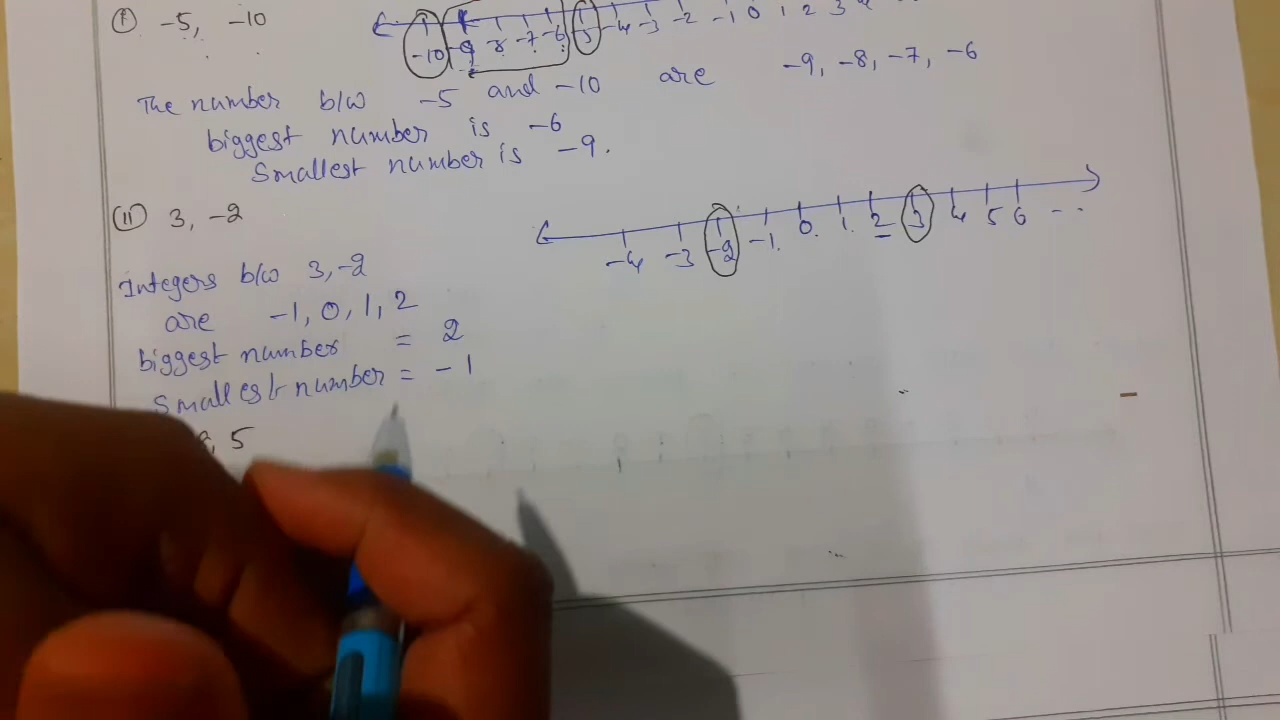 (i) -5, -10
-10 -9 -8 -7 -6 -5 -4 -3 -2 -1 0 1 2 3
The number b/w -5 and -10 are -9, -8, -7, -6
biggest number is -6
Smallest number is -9.
(ii) 3, -2
-4 -3 -2 -1 0 1 2 3 4 5 6 - - .
Integers b/w 3, -2
are -1, 0, 1, 2
biggest number = 2
Smallest number = -1
, 5